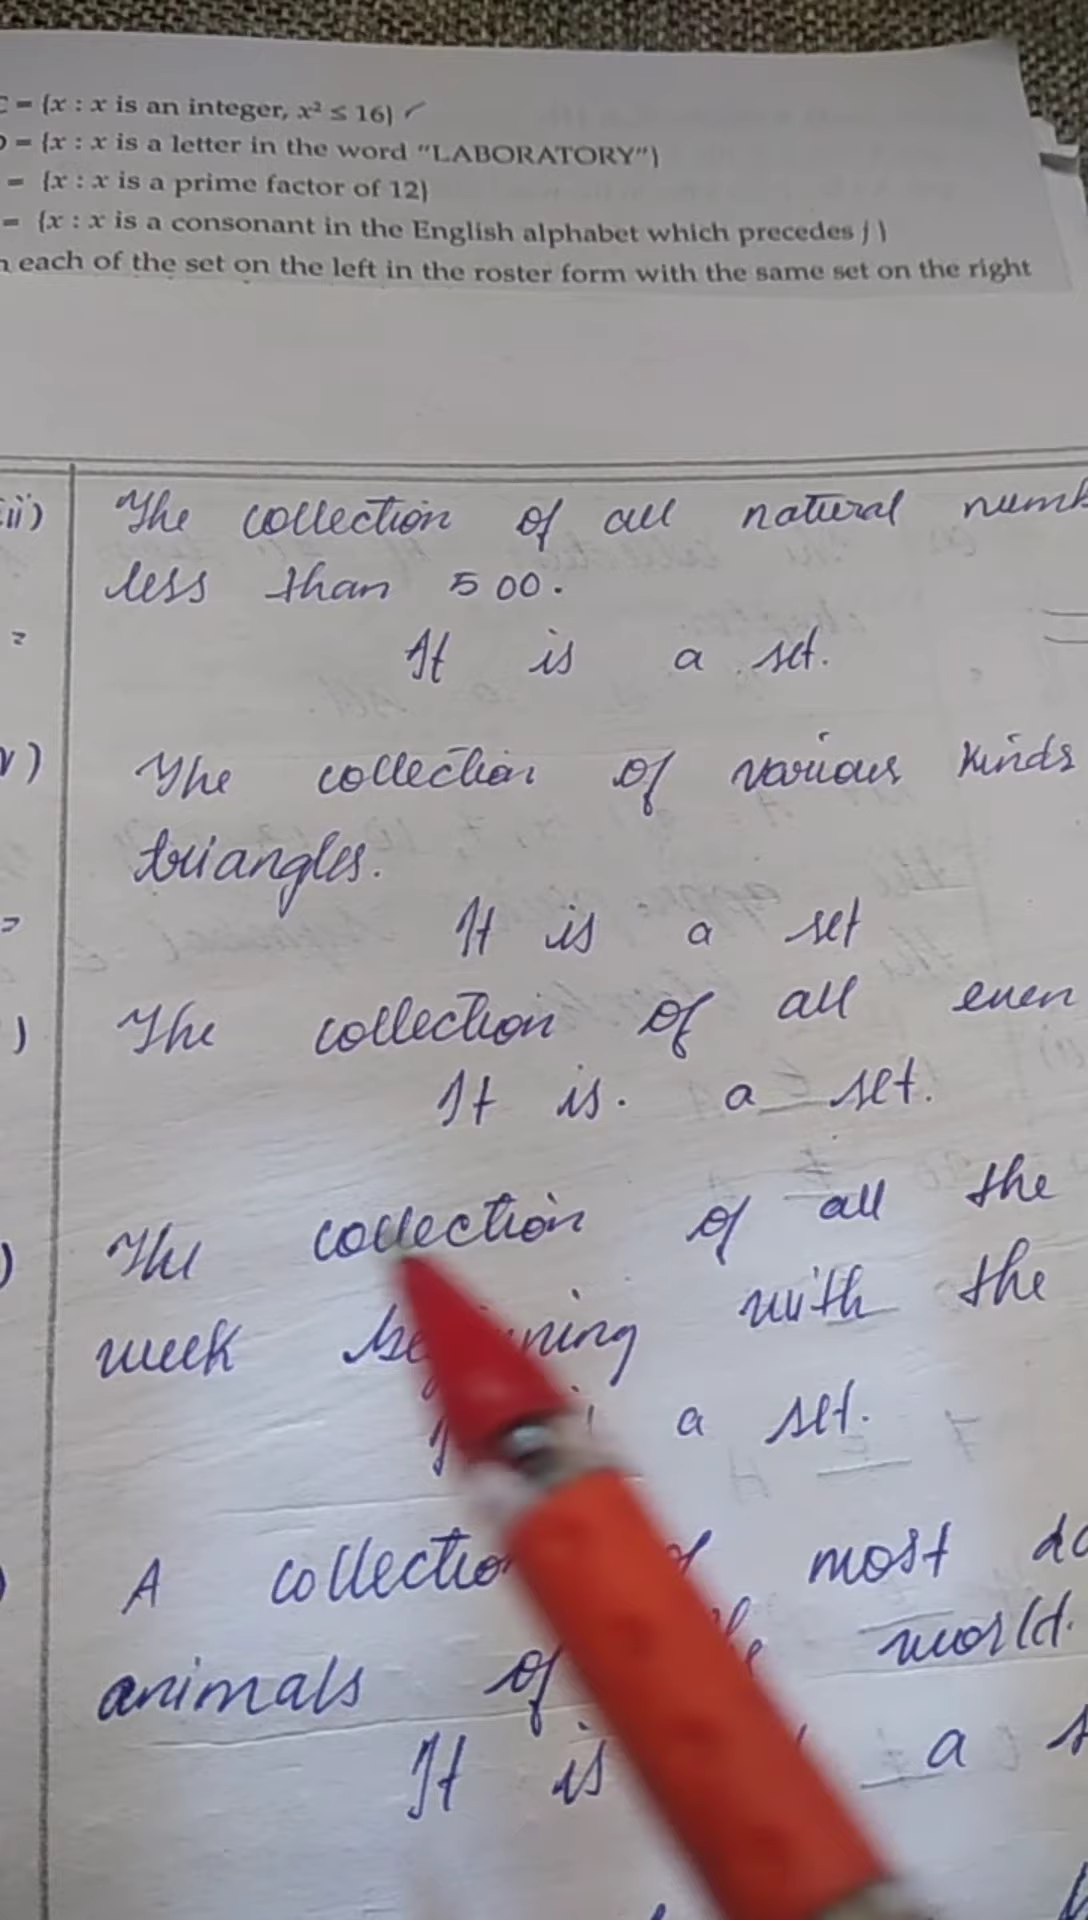 = {x : x is an integer, x² ≤ 16}
= {x : x is a letter in the word "LABORATORY"}
= {x : x is a prime factor of 12}
= {x : x is a consonant in the English alphabet which precedes j }
each of the set on the left in the roster form with the same set on the right
The collection of all natural
less than 500.
It is a set.
The collection of various kinds
triangles.
It is a set
The collection of all even
It is. a set.
The collection of all the
week with the
a set.
A of most
animals of world.
It is a